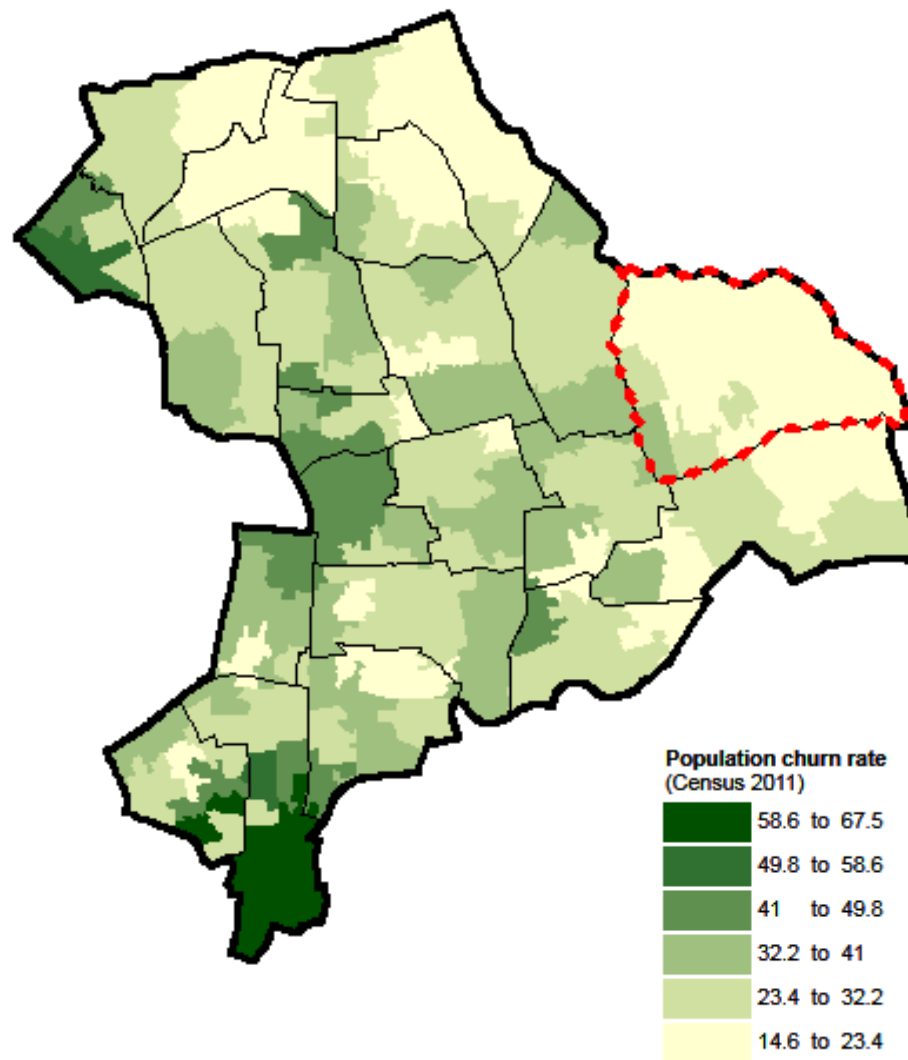 Population churn rate
(Census 2011)
58.6 to 67.5
49.8 to 58.6
41 to 49.8
32.2 to 41
23.4 to 32.2
14.6 to 23.4